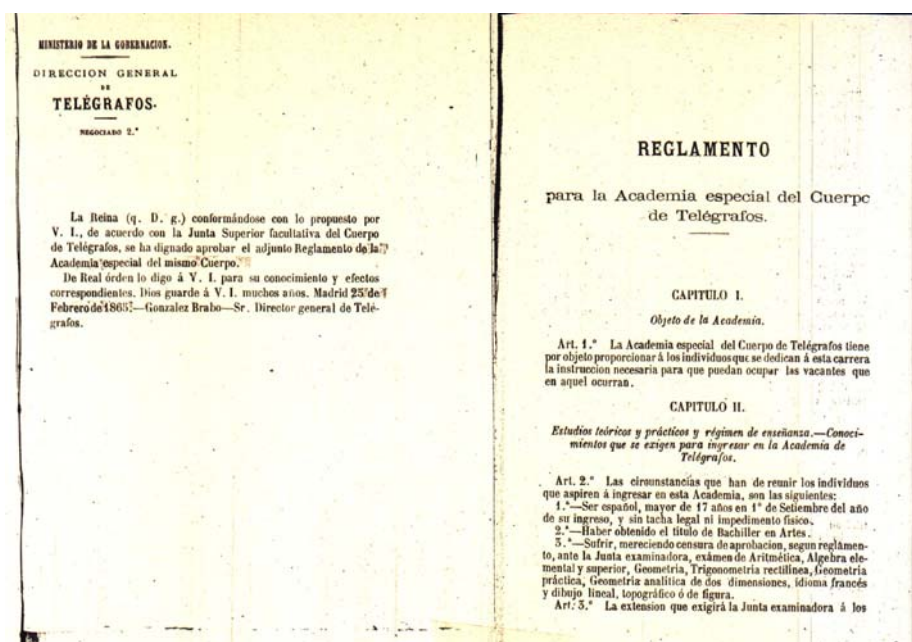 MINISTERIO DE LA GOBERNACION.
DIRECCION GENERAL
DE
TELÉGRAFOS.
NEGOCIADO 2.º
La Reina (q. D. g.) conformándose con lo propuesto por
V. I., de acuerdo con la Junta Superior facultativa del Cuerpo
de Telégrafos, se ha dignado aprobar el adjunto Reglamento de la
Academia especial del mismo Cuerpo.
De Real órden lo digo á V. I. para su conocimiento y efectos
correspondientes. Dios guarde á V. I. muchos años. Madrid 25 de
Febrero de 1865.—Gonzalez Brabo—Sr. Director general de Telé-
grafos.
REGLAMENTO
para la Academia especial del Cuerpo
de Telégrafos.
CAPITULO I.
Objeto de la Academia.
Art. 1.º La Academia especial del Cuerpo de Telégrafos tiene
por objeto proporcionar á los individuos que se dedican á esta carrera
la instruccion necesaria para que puedan ocupar las vacantes que
en aquel ocurran.
CAPITULO II.
Estudios teóricos y prácticos y régimen de enseñanza.—Conoci-
mientos que se exigen para ingresar en la Academia de
Telégrafos.
Art. 2.º Las circunstancias que han de reunir los individuos
que aspiren á ingresar en esta Academia, son las siguientes:
1.ª—Ser español, mayor de 17 años en 1º de Setiembre del año
de su ingreso, y sin tacha legal ni impedimento fisico.
2.ª—Haber obtenido el titulo de Bachiller en Artes.
3.ª—Sufrir, mereciendo censura de aprobacion, segun reglamen-
to, ante la Junta examinadora, exámen de Aritmética, Algebra ele-
mental y superior, Geometria, Trigonometria rectilinea, Geometria
práctica, Geometria analitica de dos dimensiones, idioma francés
y dibujo lineal, topográfico ó de figura.
Art. 3.º La extension que exigirá la Junta examinadora á los